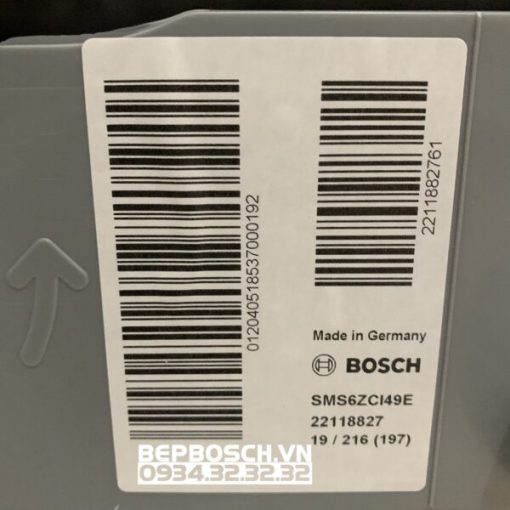 012040518537000192
2211882761
Made in Germany
BOSCH
SMS6ZCI49E
22118827
19 / 216 (197)
BEPBOSCH.VN
0934.32.32.32